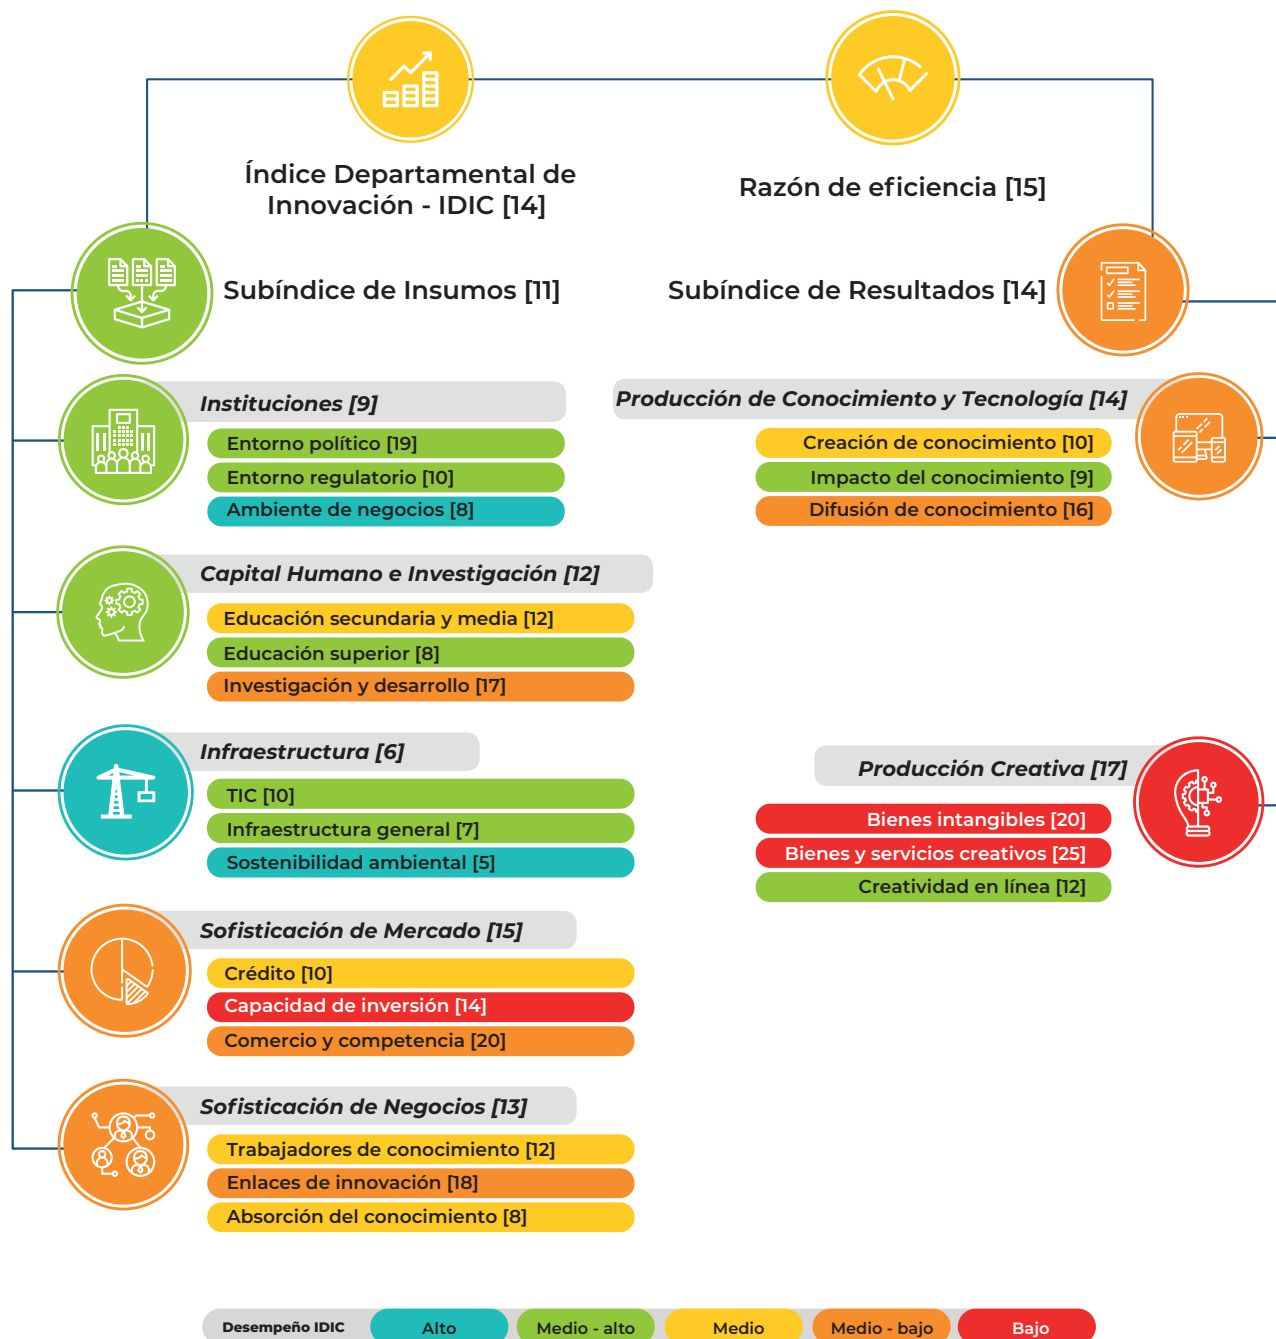 Índice Departamental de
Innovación - IDIC [14]
Razón de eficiencia [15]
Subíndice de Insumos [11]
Subíndice de Resultados [14]
Instituciones [9]
Entorno político [19]
Entorno regulatorio [10]
Ambiente de negocios [8]
Capital Humano e Investigación [12]
Educación secundaria y media [12]
Educación superior [8]
Investigación y desarrollo [17]
Infraestructura [6]
TIC [10]
Infraestructura general [7]
Sostenibilidad ambiental [5]
Sofisticación de Mercado [15]
Crédito [10]
Capacidad de inversión [14]
Comercio y competencia [20]
Sofisticación de Negocios [13]
Trabajadores de conocimiento [12]
Enlaces de innovación [18]
Absorción del conocimiento [8]
Producción de Conocimiento y Tecnología [14]
Creación de conocimiento [10]
Impacto del conocimiento [9]
Difusión de conocimiento [16]
Producción Creativa [17]
Bienes intangibles [20]
Bienes y servicios creativos [25]
Creatividad en línea [12]
Desempeño IDIC
Alto
Medio - alto
Medio
Medio - bajo
Bajo